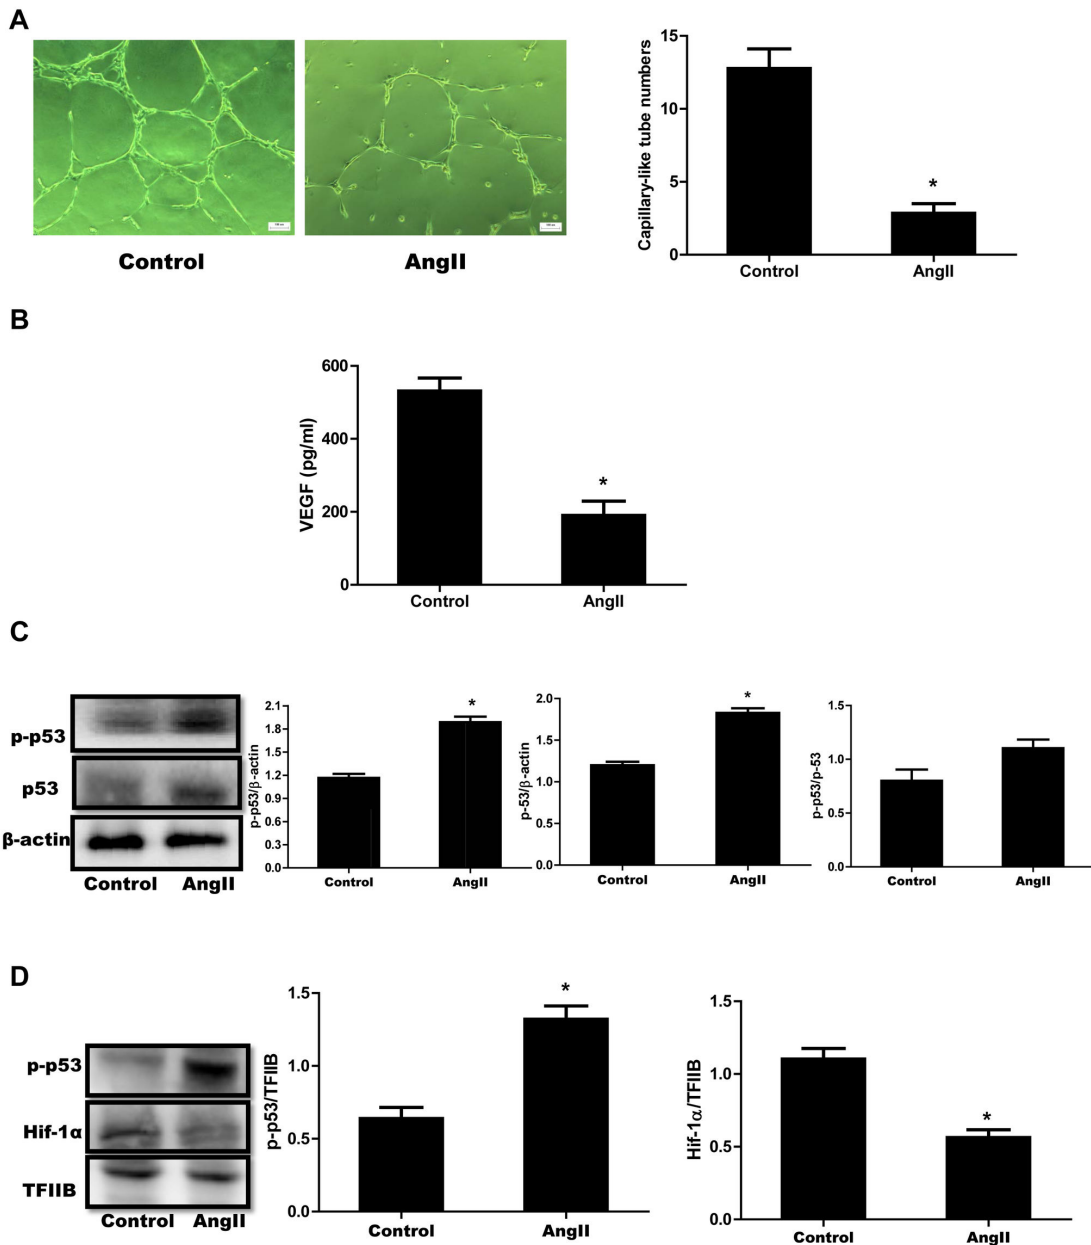 A
Control
AngII
Capillary-like tube numbers
15
10
5
0
*
Control
AngII
B
VEGF (pg/ml)
600
400
200
0
*
Control
AngII
C
p-p53
p53
β-actin
Control AngII
p-p53/β-actin
2.1
1.8
1.5
1.2
0.9
0.6
0.3
0.0
*
Control
AngII
p-53/β-actin
2.0
1.5
1.0
0.5
0.0
*
Control
AngII
p-p53/p-53
1.5
1.0
0.5
0.0
Control
AngII
D
p-p53
Hif-1α
TFIIB
Control AngII
p-p53/TFIIB
1.5
1.0
0.5
0.0
*
Control
AngII
Hif-1α/TFIIB
1.5
1.0
0.5
0.0
*
Control
AngII